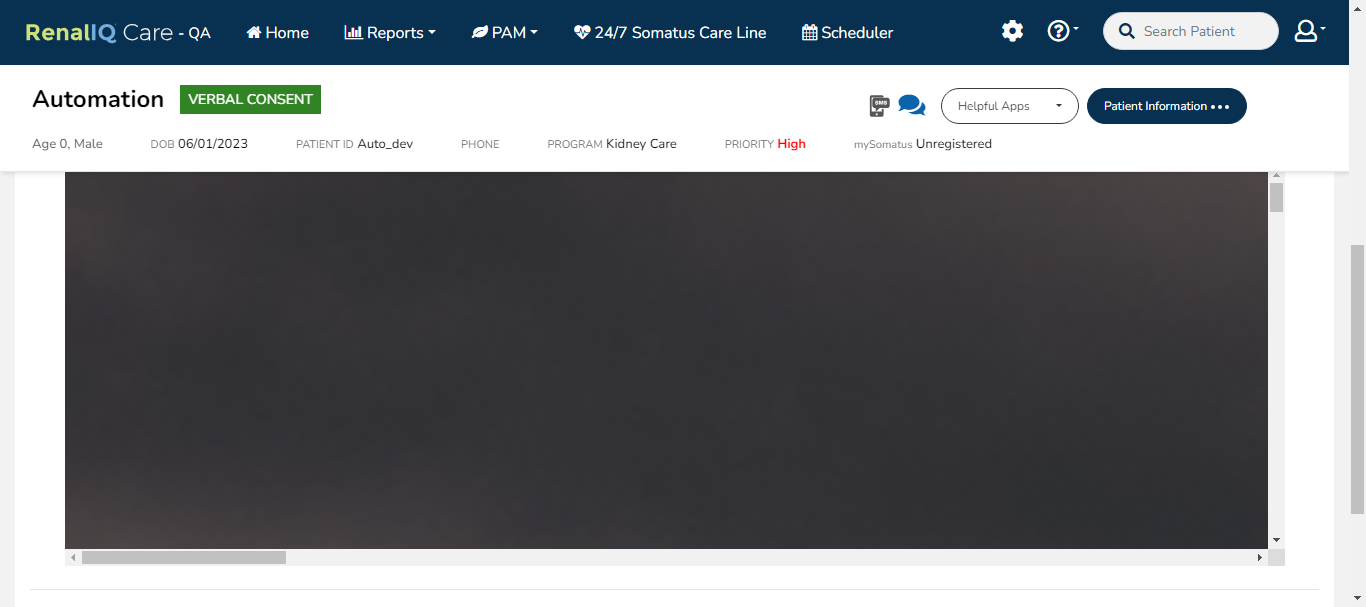 RenalIQ Care - QA Home Reports PAM 24/7 Somatus Care Line Scheduler Search Patient
Automation VERBAL CONSENT SMS Helpful Apps Patient Information
Age 0, Male DOB 06/01/2023 PATIENT ID Auto_dev PHONE PROGRAM Kidney Care PRIORITY High mySomatus Unregistered